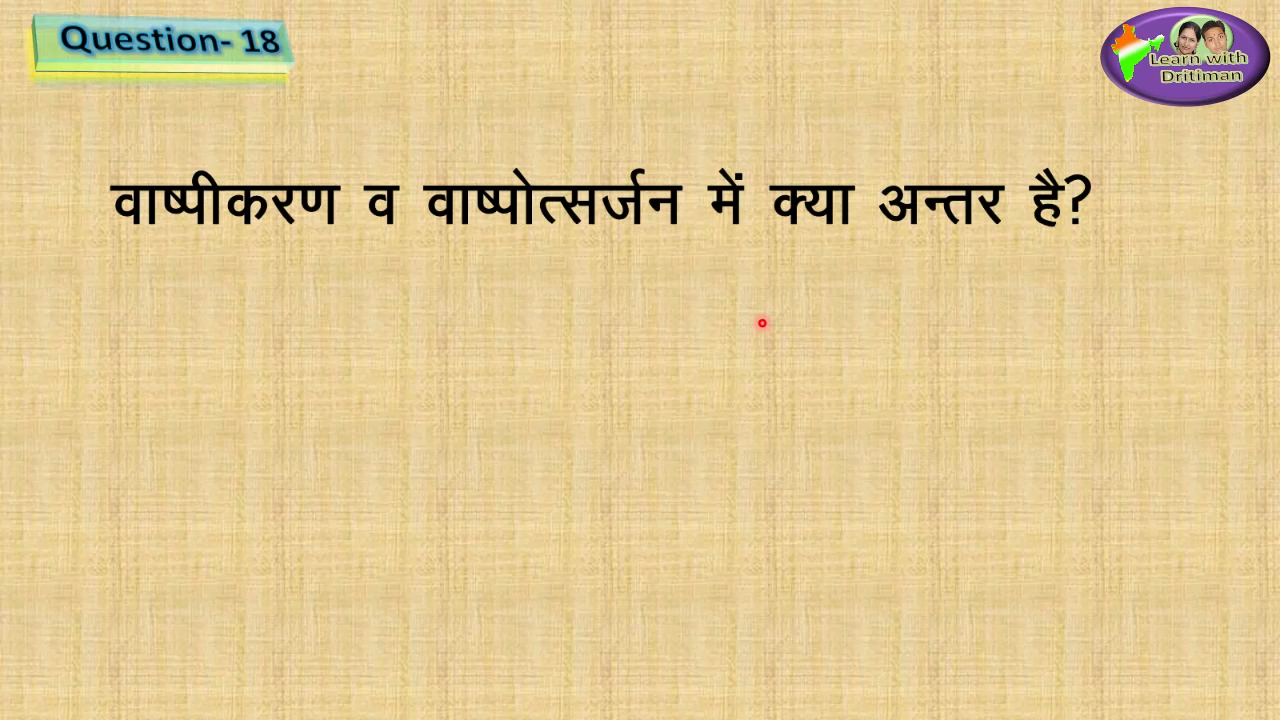 Question- 18
Learn with
Dritiman
वाष्पीकरण व वाष्पोत्सर्जन में क्या अन्तर है?